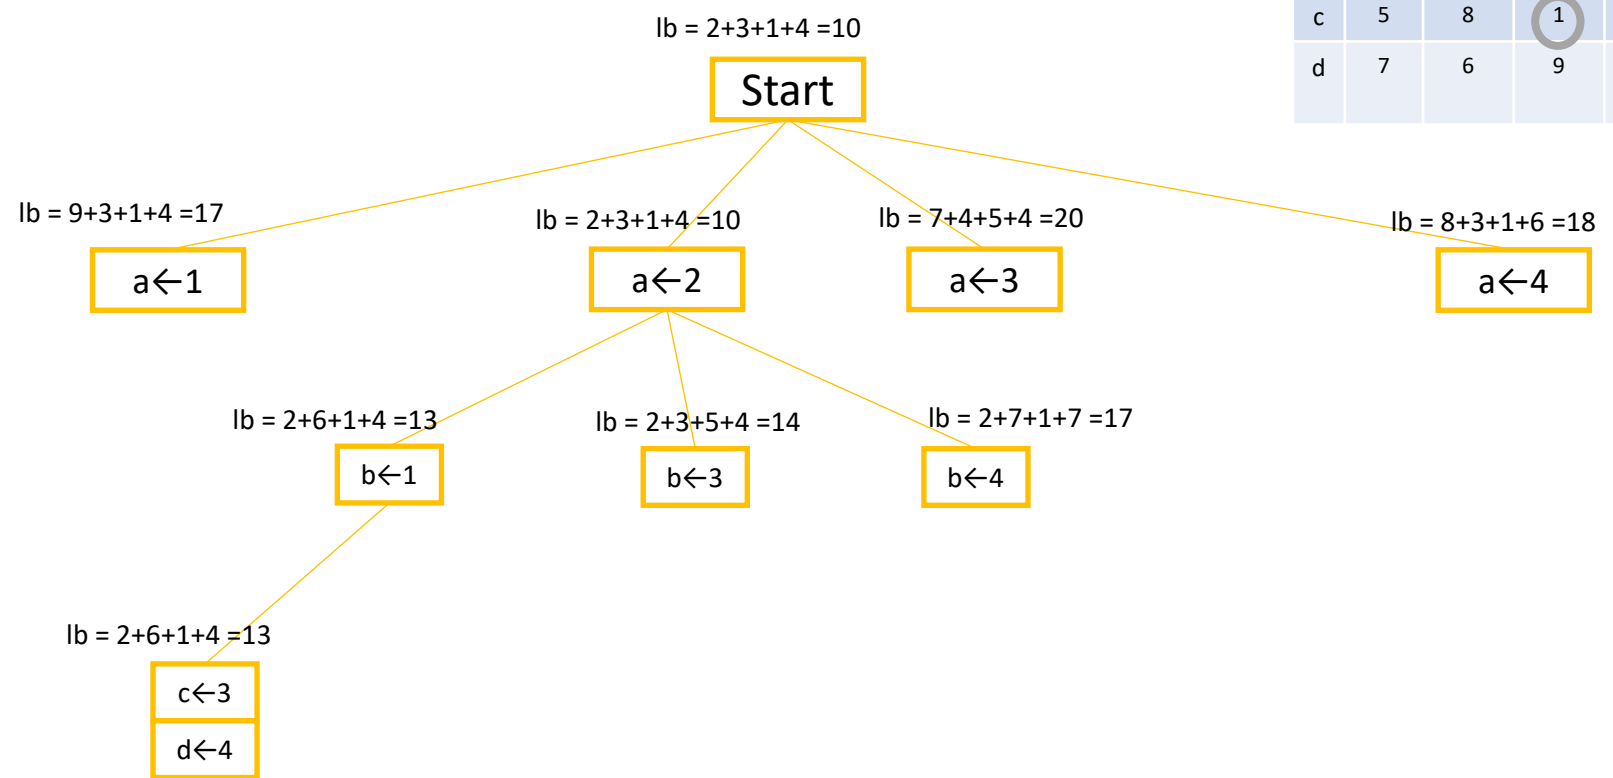 lb = 2+3+1+4 =10
c 5 8 1
d 7 6 9
Start
lb = 9+3+1+4 =17
lb = 2+3+1+4 =10
lb = 7+4+5+4 =20
lb = 8+3+1+6 =18
a←1
a←2
a←3
a←4
lb = 2+6+1+4 =13
lb = 2+3+5+4 =14
lb = 2+7+1+7 =17
b←1
b←3
b←4
lb = 2+6+1+4 =13
c←3
d←4